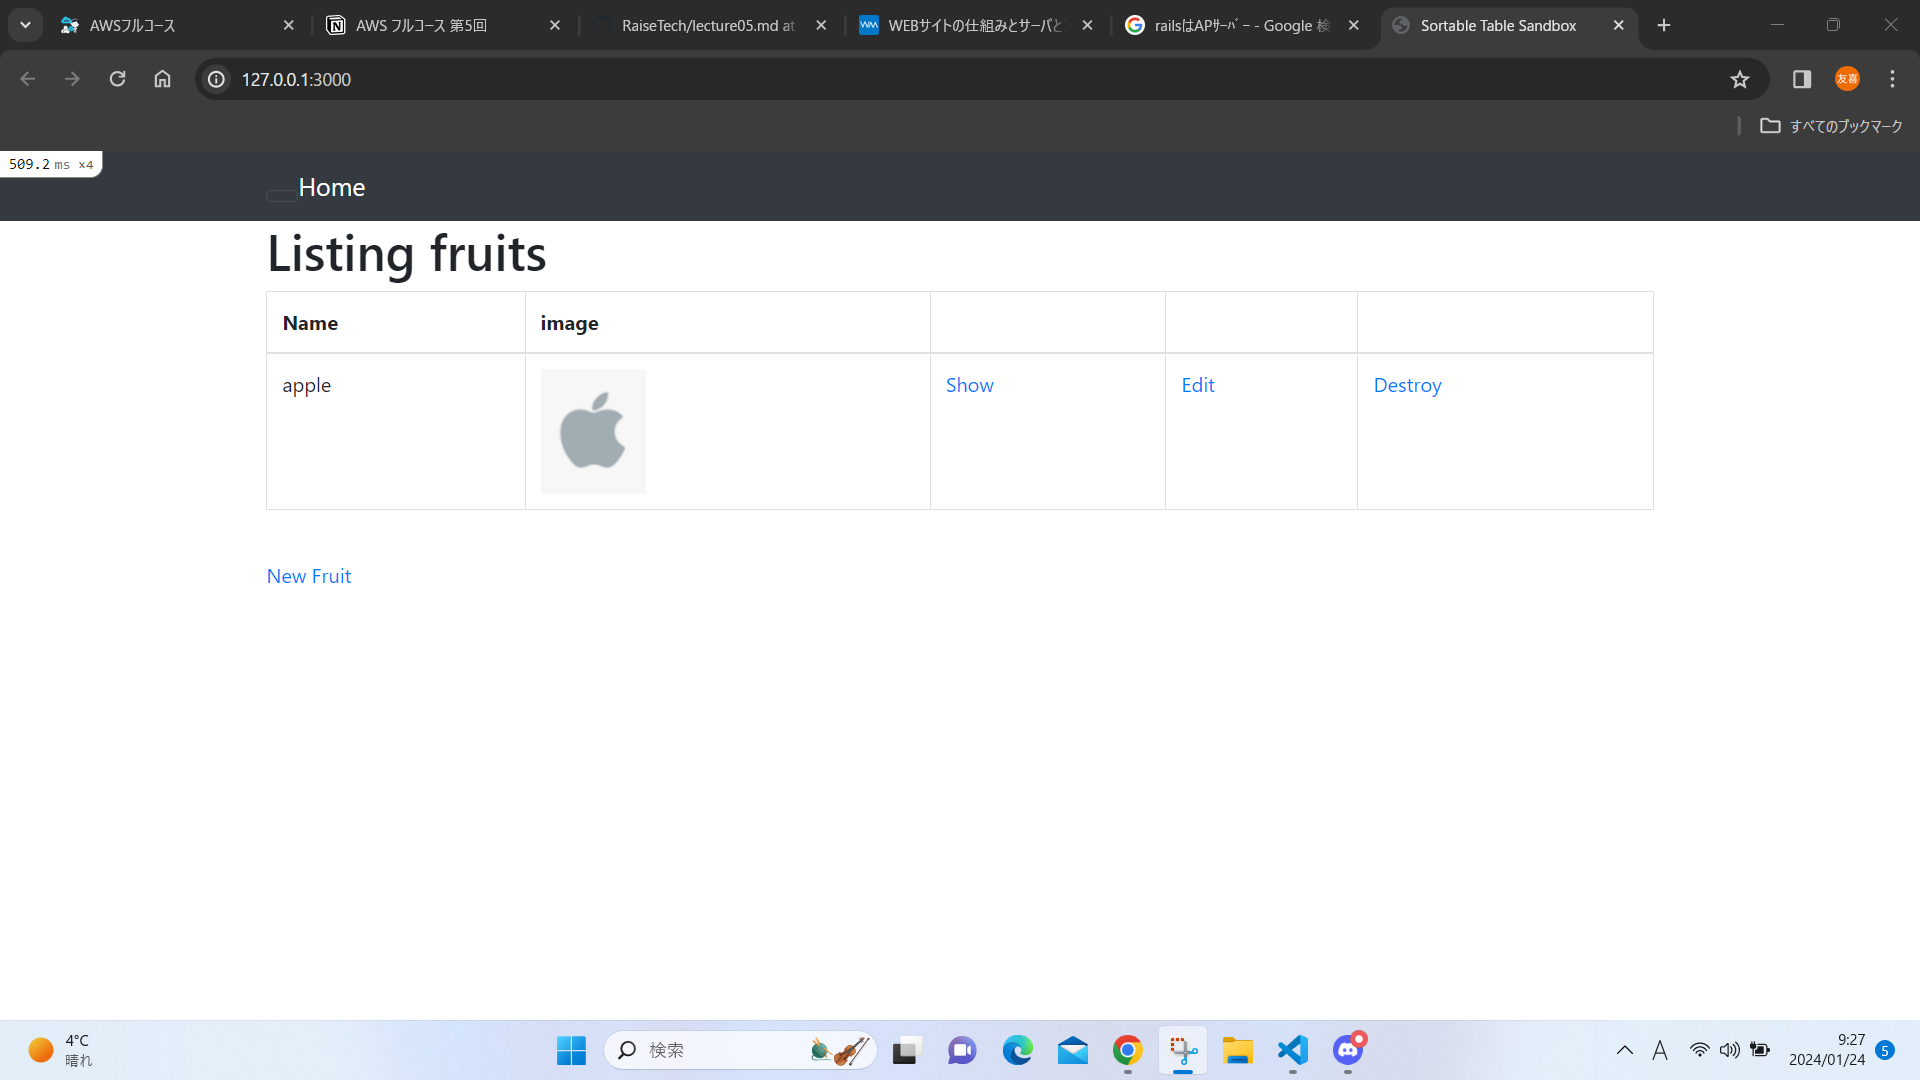 AWSフルコース
AWS フルコース 第5回
RaiseTech/lecture05.md at
WEBサイトの仕組みとサーバと
railsはAPｻｰﾊﾞｰ - Google 検
Sortable Table Sandbox
127.0.0.1:3000
友喜
すべてのブックマーク
509.2 ms ×4
Home
Listing fruits
Name
image
apple
Show
Edit
Destroy
New Fruit
4°C
晴れ
検索
A
9:27
2024/01/24
5